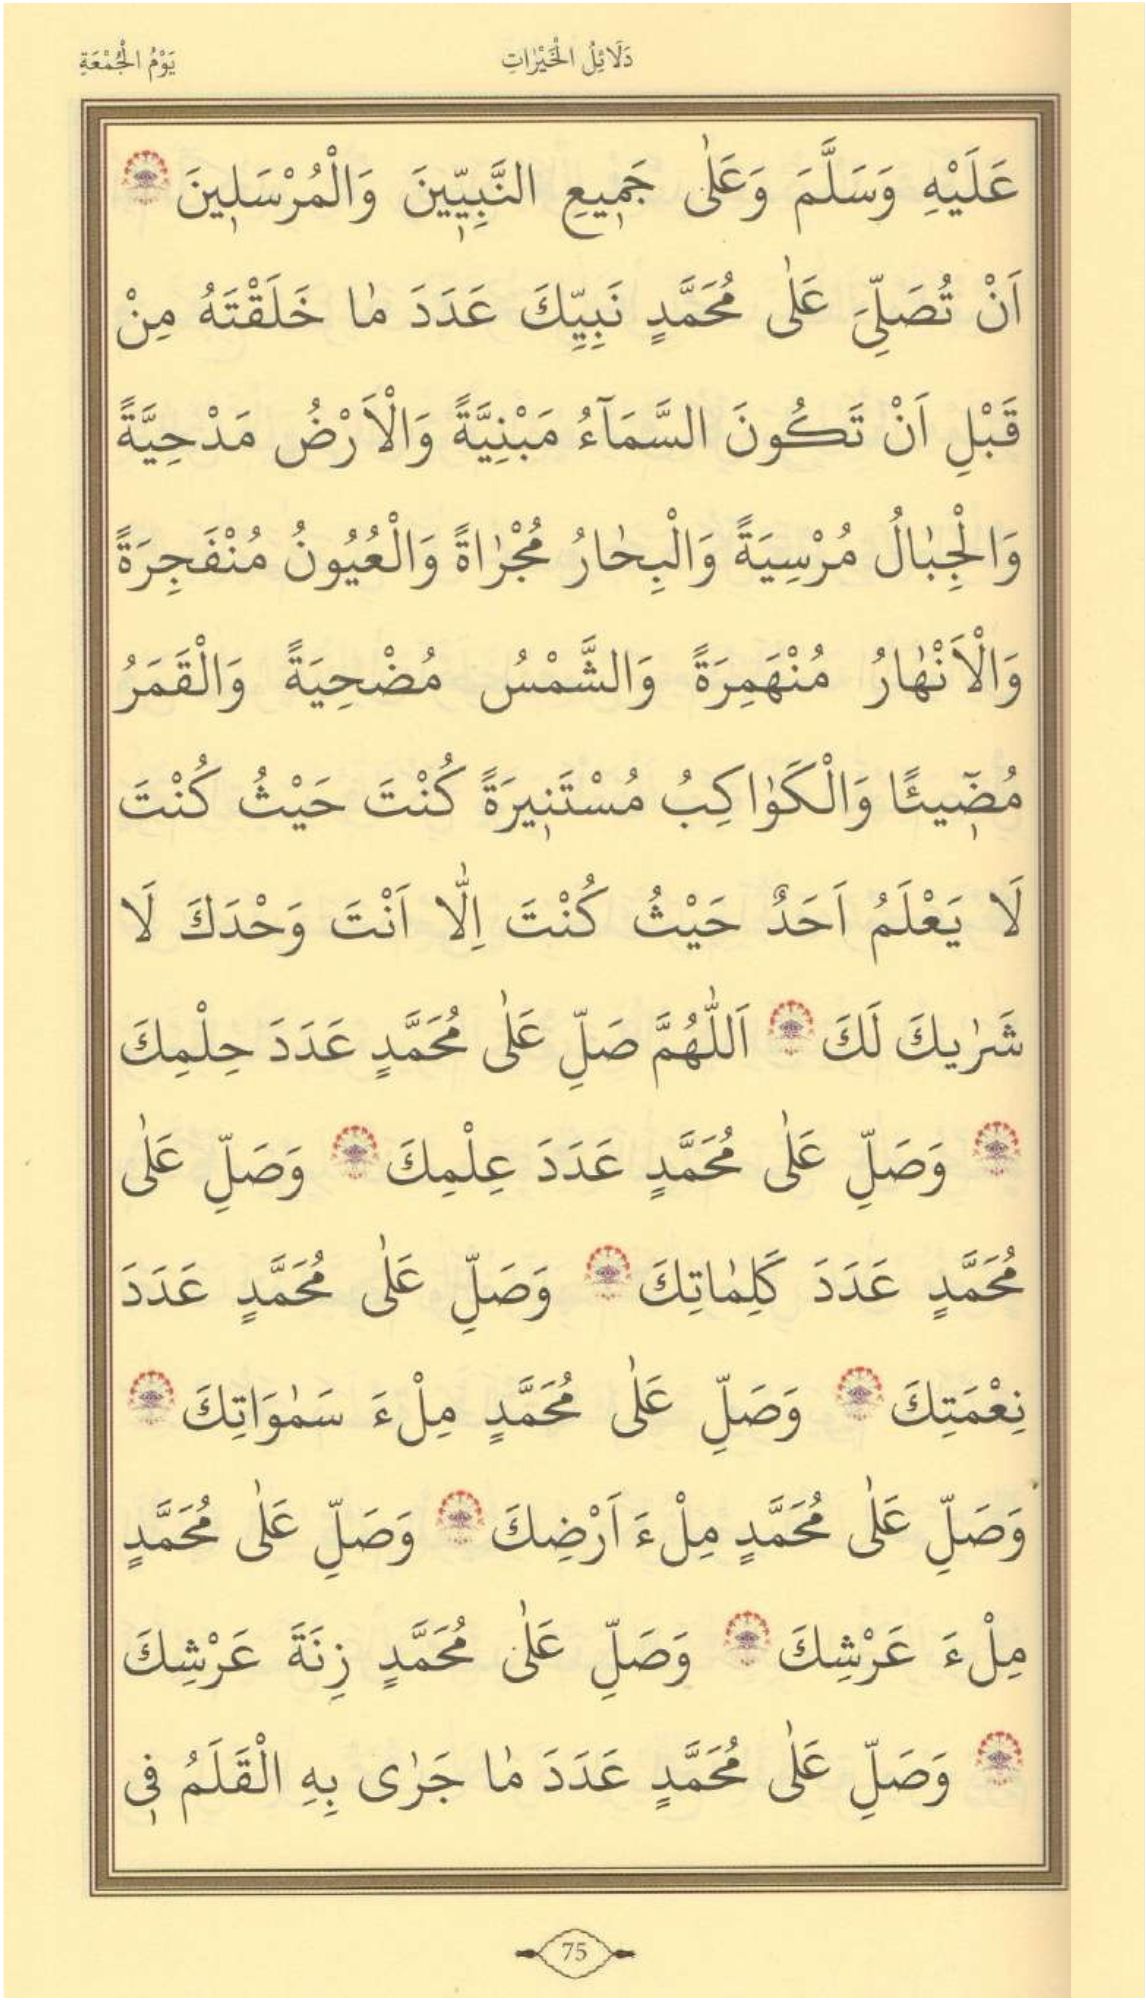 دَلَائِلُ الْخَيْرَاتِ
يَوْمُ الْجُمُعَةِ
عَلَيْهِ وَسَلَّمَ وَعَلٰى جَمٖيعِ النَّبِيّٖينَ وَالْمُرْسَلٖينَ
اَنْ تُصَلِّىَ عَلٰى مُحَمَّدٍ نَبِيِّكَ عَدَدَ مٰا خَلَقْتَهُ مِنْ
قَبْلِ اَنْ تَكُونَ السَّمَآءُ مَبْنِيَّةً وَالْاَرْضُ مَدْحِيَّةً
وَالْجِبٰالُ مُرْسِيَةً وَالْبِحٰارُ مُجْرٰاةً وَالْعُيُونُ مُنْفَجِرَةً
وَالْاَنْهٰارُ مُنْهَمِرَةً وَالشَّمْسُ مُضْحِيَةً وَالْقَمَرُ
مُضٖٓيئًا وَالْكَوٰاكِبُ مُسْتَنٖيرَةً كُنْتَ حَيْثُ كُنْتَ
لَا يَعْلَمُ اَحَدٌ حَيْثُ كُنْتَ اِلَّا اَنْتَ وَحْدَكَ لَا
شَرٖيكَ لَكَ اَللّٰهُمَّ صَلِّ عَلٰى مُحَمَّدٍ عَدَدَ حِلْمِكَ
وَصَلِّ عَلٰى مُحَمَّدٍ عَدَدَ عِلْمِكَ وَصَلِّ عَلٰى
مُحَمَّدٍ عَدَدَ كَلِمٰاتِكَ وَصَلِّ عَلٰى مُحَمَّدٍ عَدَدَ
نِعْمَتِكَ وَصَلِّ عَلٰى مُحَمَّدٍ مِلْءَ سَمٰوَاتِكَ
وَصَلِّ عَلٰى مُحَمَّدٍ مِلْءَ اَرْضِكَ وَصَلِّ عَلٰى مُحَمَّدٍ
مِلْءَ عَرْشِكَ وَصَلِّ عَلٰى مُحَمَّدٍ زِنَةَ عَرْشِكَ
وَصَلِّ عَلٰى مُحَمَّدٍ عَدَدَ مٰا جَرٰى بِهِ الْقَلَمُ فٖى
75